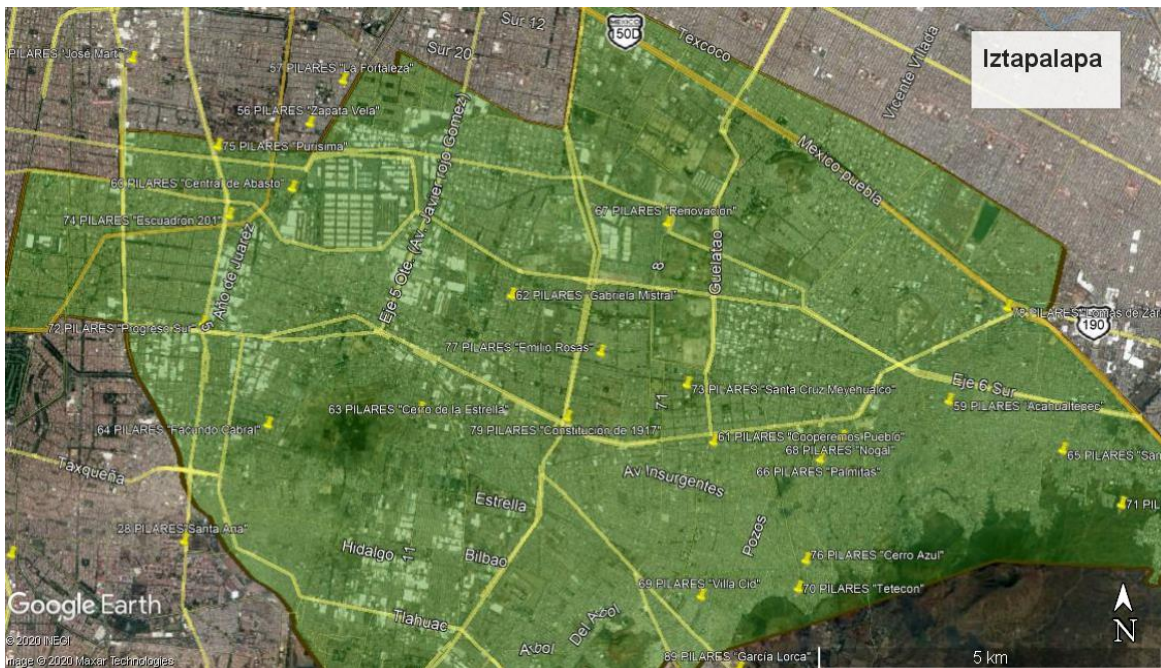 Sur 12
MEXICO
150D
Texcoco
Iztapalapa
Vicente Villada
PILARES "José Martí"
Sur 20
57 PILARES "La Fortaleza"
56 PILARES "Zapata Vela"
75 PILARES "Purísima"
Mexico-puebla
60 PILARES "Central de Abasto"
74 PILARES "Escuadrón 201"
67 PILARES "Renovación"
Eje 5 Ote. (Av. Javier rojo Gómez)
5 Año de Juárez
8
Guelatao
62 PILARES "Gabriela Mistral"
72 PILARES "Progreso Sur"
78 PILARES "Lomas de Zar
190
77 PILARES "Emilio Rosas"
73 PILARES "Santa Cruz Meyehualco"
Eje 6 Sur
71
63 PILARES "Cerro de la Estrella"
59 PILARES "Acahualtepec"
64 PILARES "Facundo Cabral"
79 PILARES "Constitución de 1917"
61 PILARES "Cooperemos Pueblo"
68 PILARES "Nogal"
65 PILARES "San
66 PILARES "Palmitas"
Taxqueña
Av Insurgentes
Estrella
71 PIL
28 PILARES "Santa Ana"
Pozos
Hidalgo
11
Bilbao
76 PILARES "Cerro Azul"
69 PILARES "Villa Cid"
70 PILARES "Tetecon"
Google Earth
Tlahuac
Del Árbol
Árbol
N
© 2020 INEGI
89 PILARES "García Lorca"
5 km
Image © 2020 Maxar Technologies